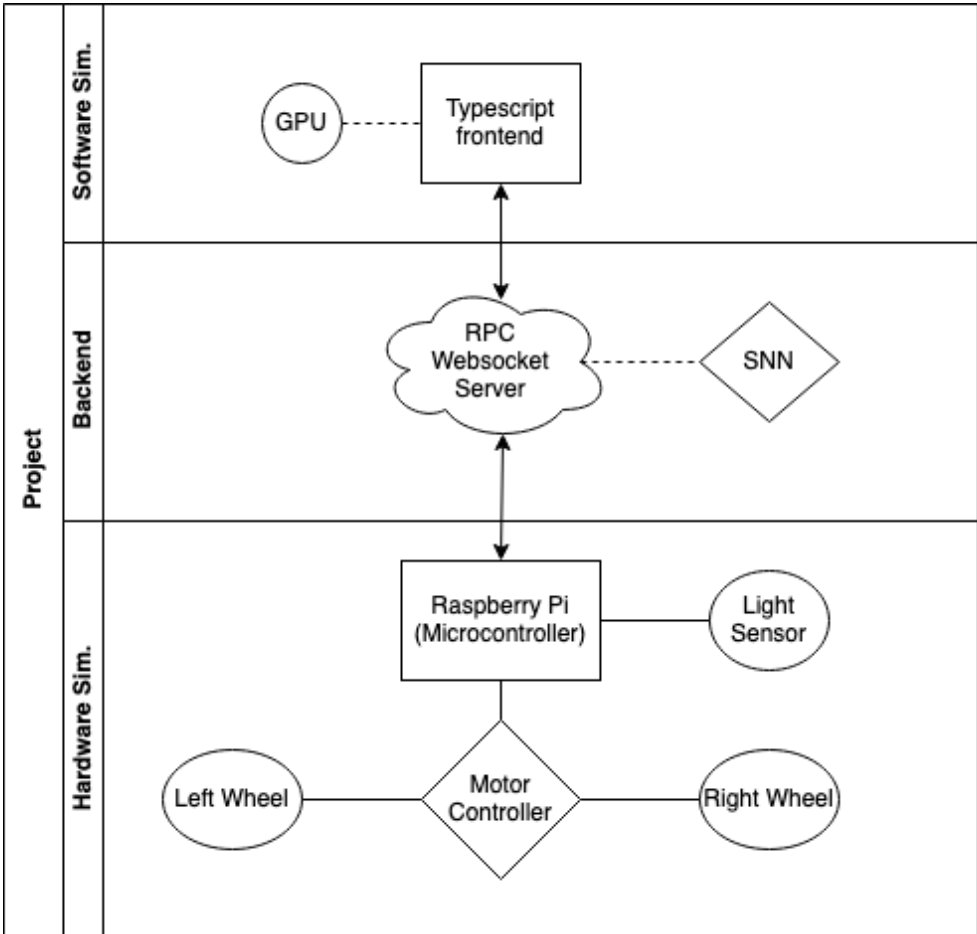 Project
Software Sim.
GPU
Typescript
frontend
Backend
RPC
Websocket
Server
SNN
Hardware Sim.
Raspberry Pi
(Microcontroller)
Light
Sensor
Left Wheel
Motor
Controller
Right Wheel